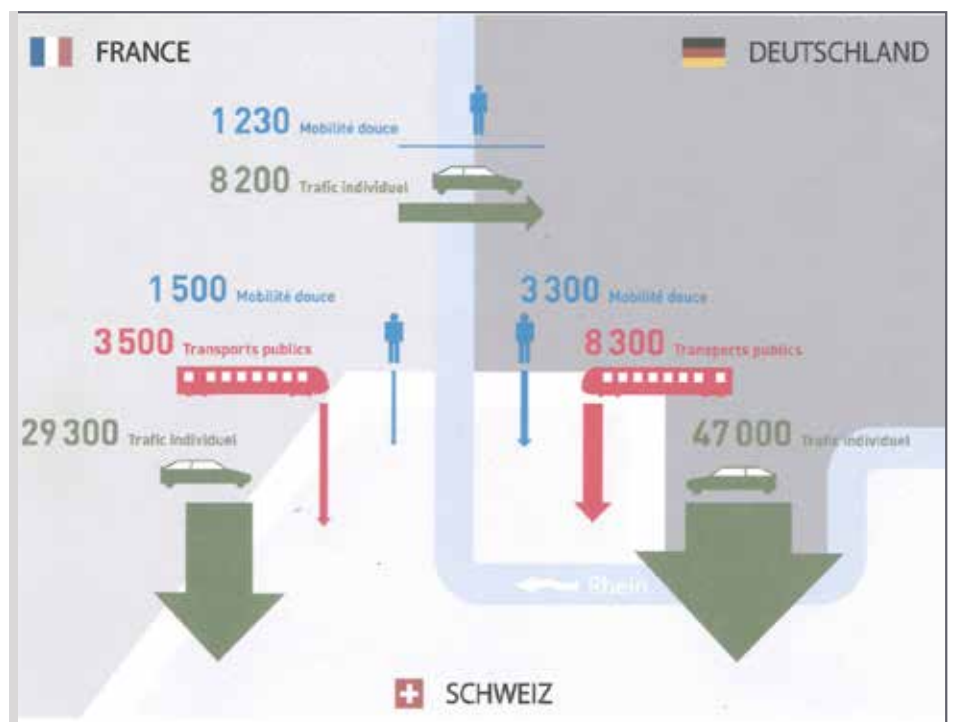 FRANCE
DEUTSCHLAND
1 230 Mobilité douce
8 200 Trafic individuel
1 500 Mobilité douce
3 300 Mobilité douce
3 500 Transports publics
8 300 Transports publics
29 300 Trafic individuel
47 000 Trafic individuel
Rhein
SCHWEIZ